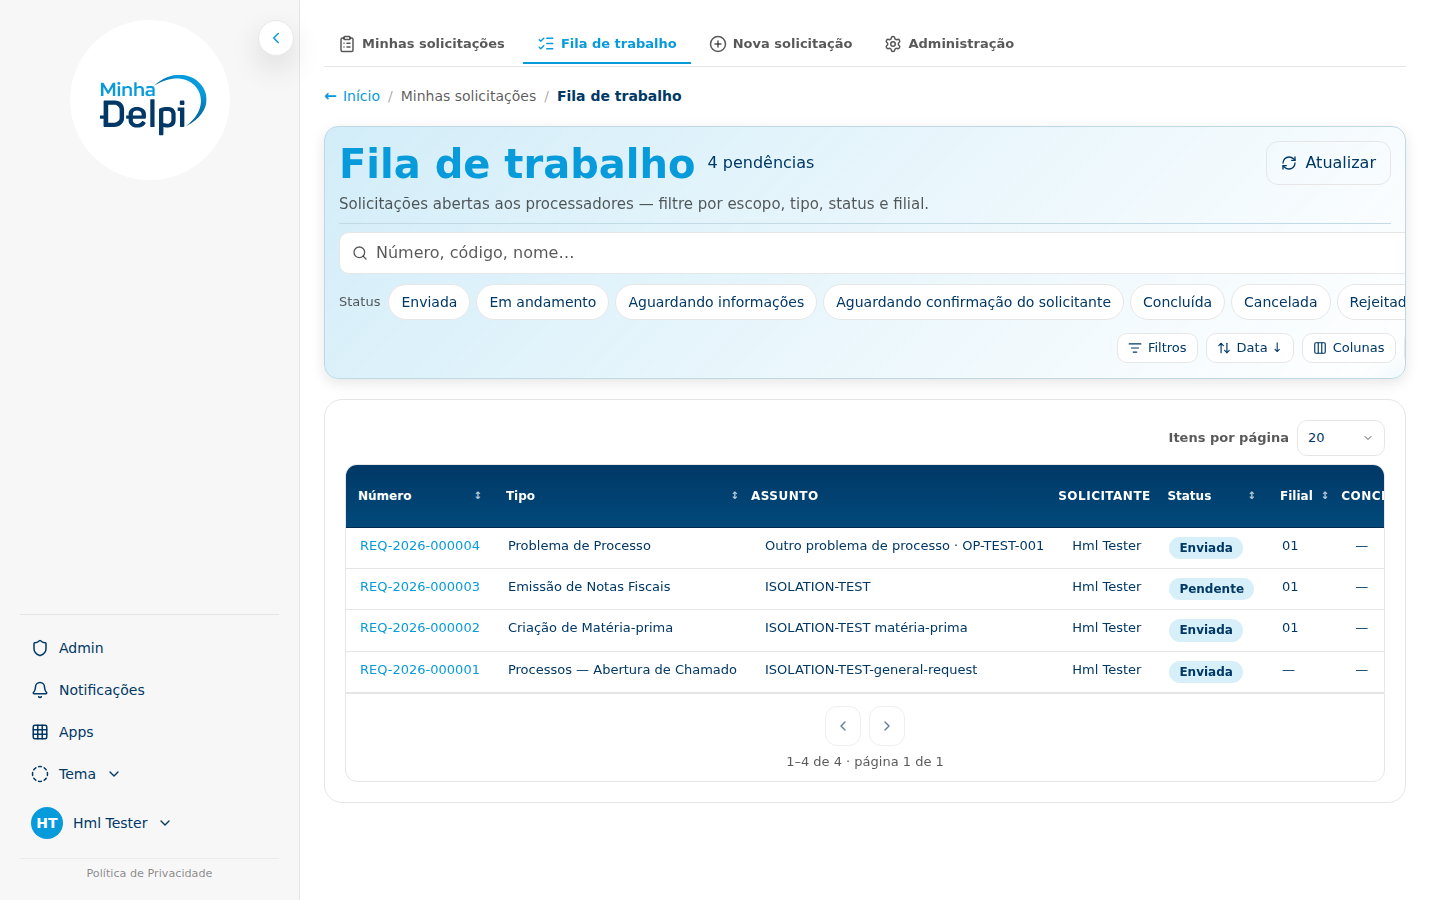 Minha
Delpi
Admin
Notificações
Apps
Tema
HT Hml Tester
Política de Privacidade
Minhas solicitações Fila de trabalho Nova solicitação Administração
← Início / Minhas solicitações / Fila de trabalho
Fila de trabalho 4 pendências Atualizar
Solicitações abertas aos processadores — filtre por escopo, tipo, status e filial.
Número, código, nome...
Status Enviada Em andamento Aguardando informações Aguardando confirmação do solicitante Concluída Cancelada Rejeitad
Filtros Data ↓ Colunas
Itens por página 20
Número ↕ Tipo ↕ ASSUNTO SOLICITANTE Status ↕ Filial ↕ CONCI
REQ-2026-000004 Problema de Processo Outro problema de processo · OP-TEST-001 Hml Tester Enviada 01 —
REQ-2026-000003 Emissão de Notas Fiscais ISOLATION-TEST Hml Tester Pendente 01 —
REQ-2026-000002 Criação de Matéria-prima ISOLATION-TEST matéria-prima Hml Tester Enviada 01 —
REQ-2026-000001 Processos — Abertura de Chamado ISOLATION-TEST-general-request Hml Tester Enviada — —
1–4 de 4 · página 1 de 1